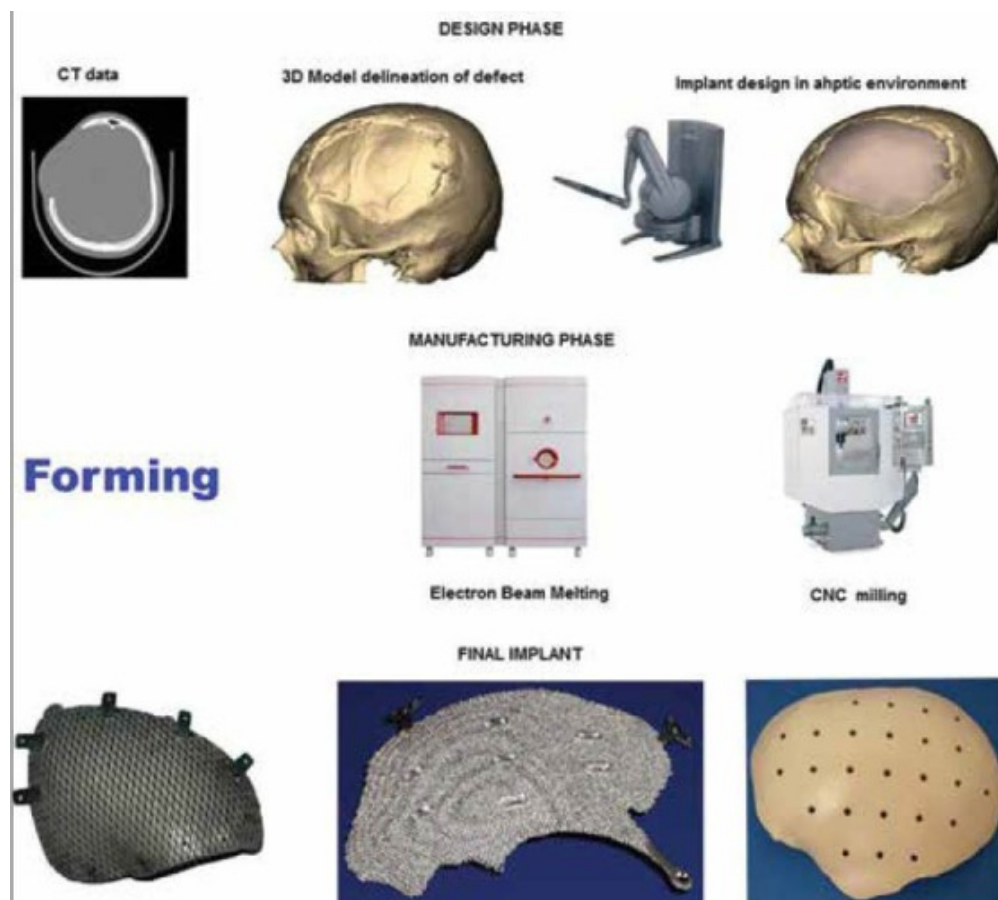 DESIGN PHASE
CT data
3D Model delineation of defect
Implant design in ahptic environment
MANUFACTURING PHASE
Forming
Electron Beam Melting
CNC milling
FINAL IMPLANT